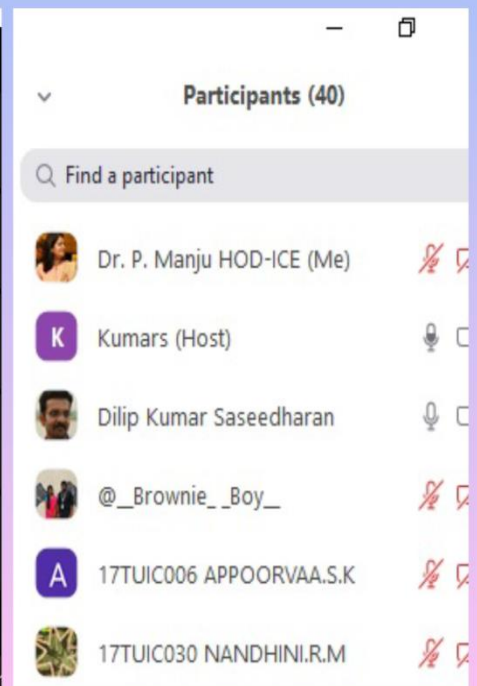 Participants (40)
Find a participant
Dr. P. Manju HOD-ICE (Me)
K
Kumars (Host)
Dilip Kumar Saseedharan
@__Brownie_ _Boy__
A
17TUIC006 APPOORVAA.S.K
17TUIC030 NANDHINI.R.M